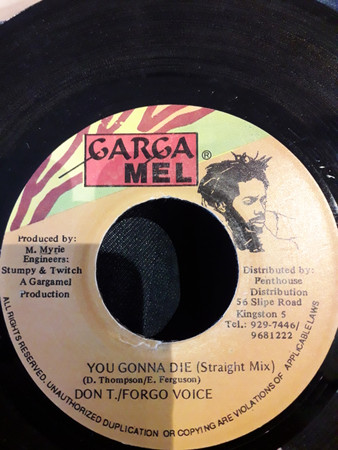 GARGA
MEL ®
Produced by:
M. Myrie
Engineers:
Stumpy & Twitch
A Gargamel
Production
Distributed by:
Penthouse
Distribution
56 Slipe Road
Kingston 5
Tel.: 929-7446/
9681222
YOU GONNA DIE (Straight Mix)
(D. Thompson/E. Ferguson)
DON T./FORGO VOICE
ALL RIGHTS RESERVED. UNAUTHORIZED DUPLICATION OR COPYING ARE VIOLATIONS OF APPLICABLE LAWS